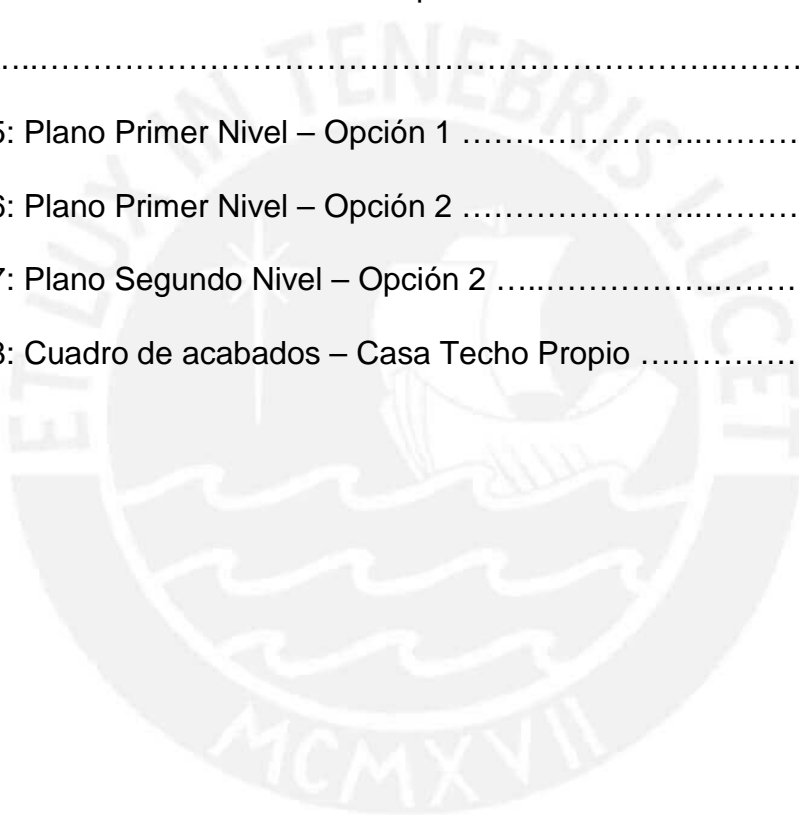 …..……………………………………………………..……
5: Plano Primer Nivel – Opción 1 …………………..………
6: Plano Primer Nivel – Opción 2 …………………..………
7: Plano Segundo Nivel – Opción 2 …..……………..……
8: Cuadro de acabados – Casa Techo Propio ….………
ET LUX IN TENEBRIS LUCET
MCMXVII